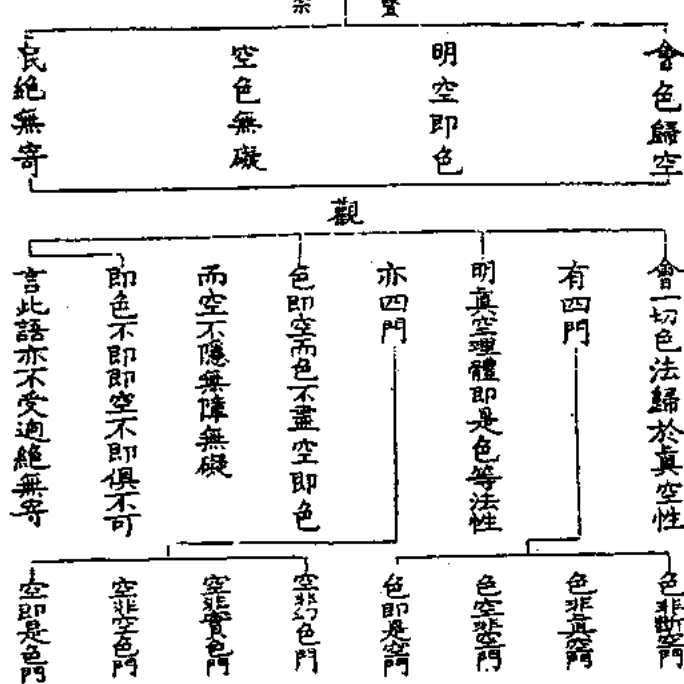 會色歸空
明空即色
空色無礙
民絕無寄
觀
會一切色法歸於眞空性
有四門
明眞空理體即是色等法性
亦四門
色即空而色不盡空即色
而空不隱無障無礙
即色不即即空不即俱不可
言此語亦不受迥絕無寄
色非斷空門
色非眞空門
色空非空門
色即是空門
空非幻色門
空非實色門
空非空色門
空即是色門